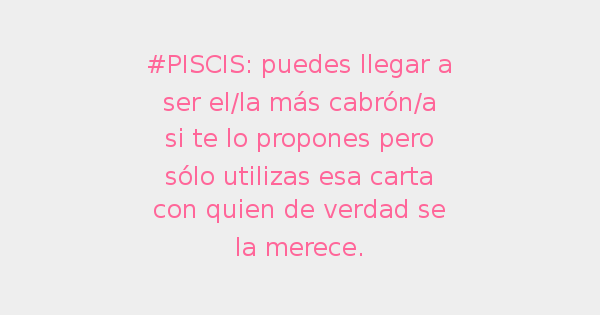 #PISCIS: puedes llegar a
ser el/la más cabrón/a
si te lo propones pero
sólo utilizas esa carta
con quien de verdad se
la merece.